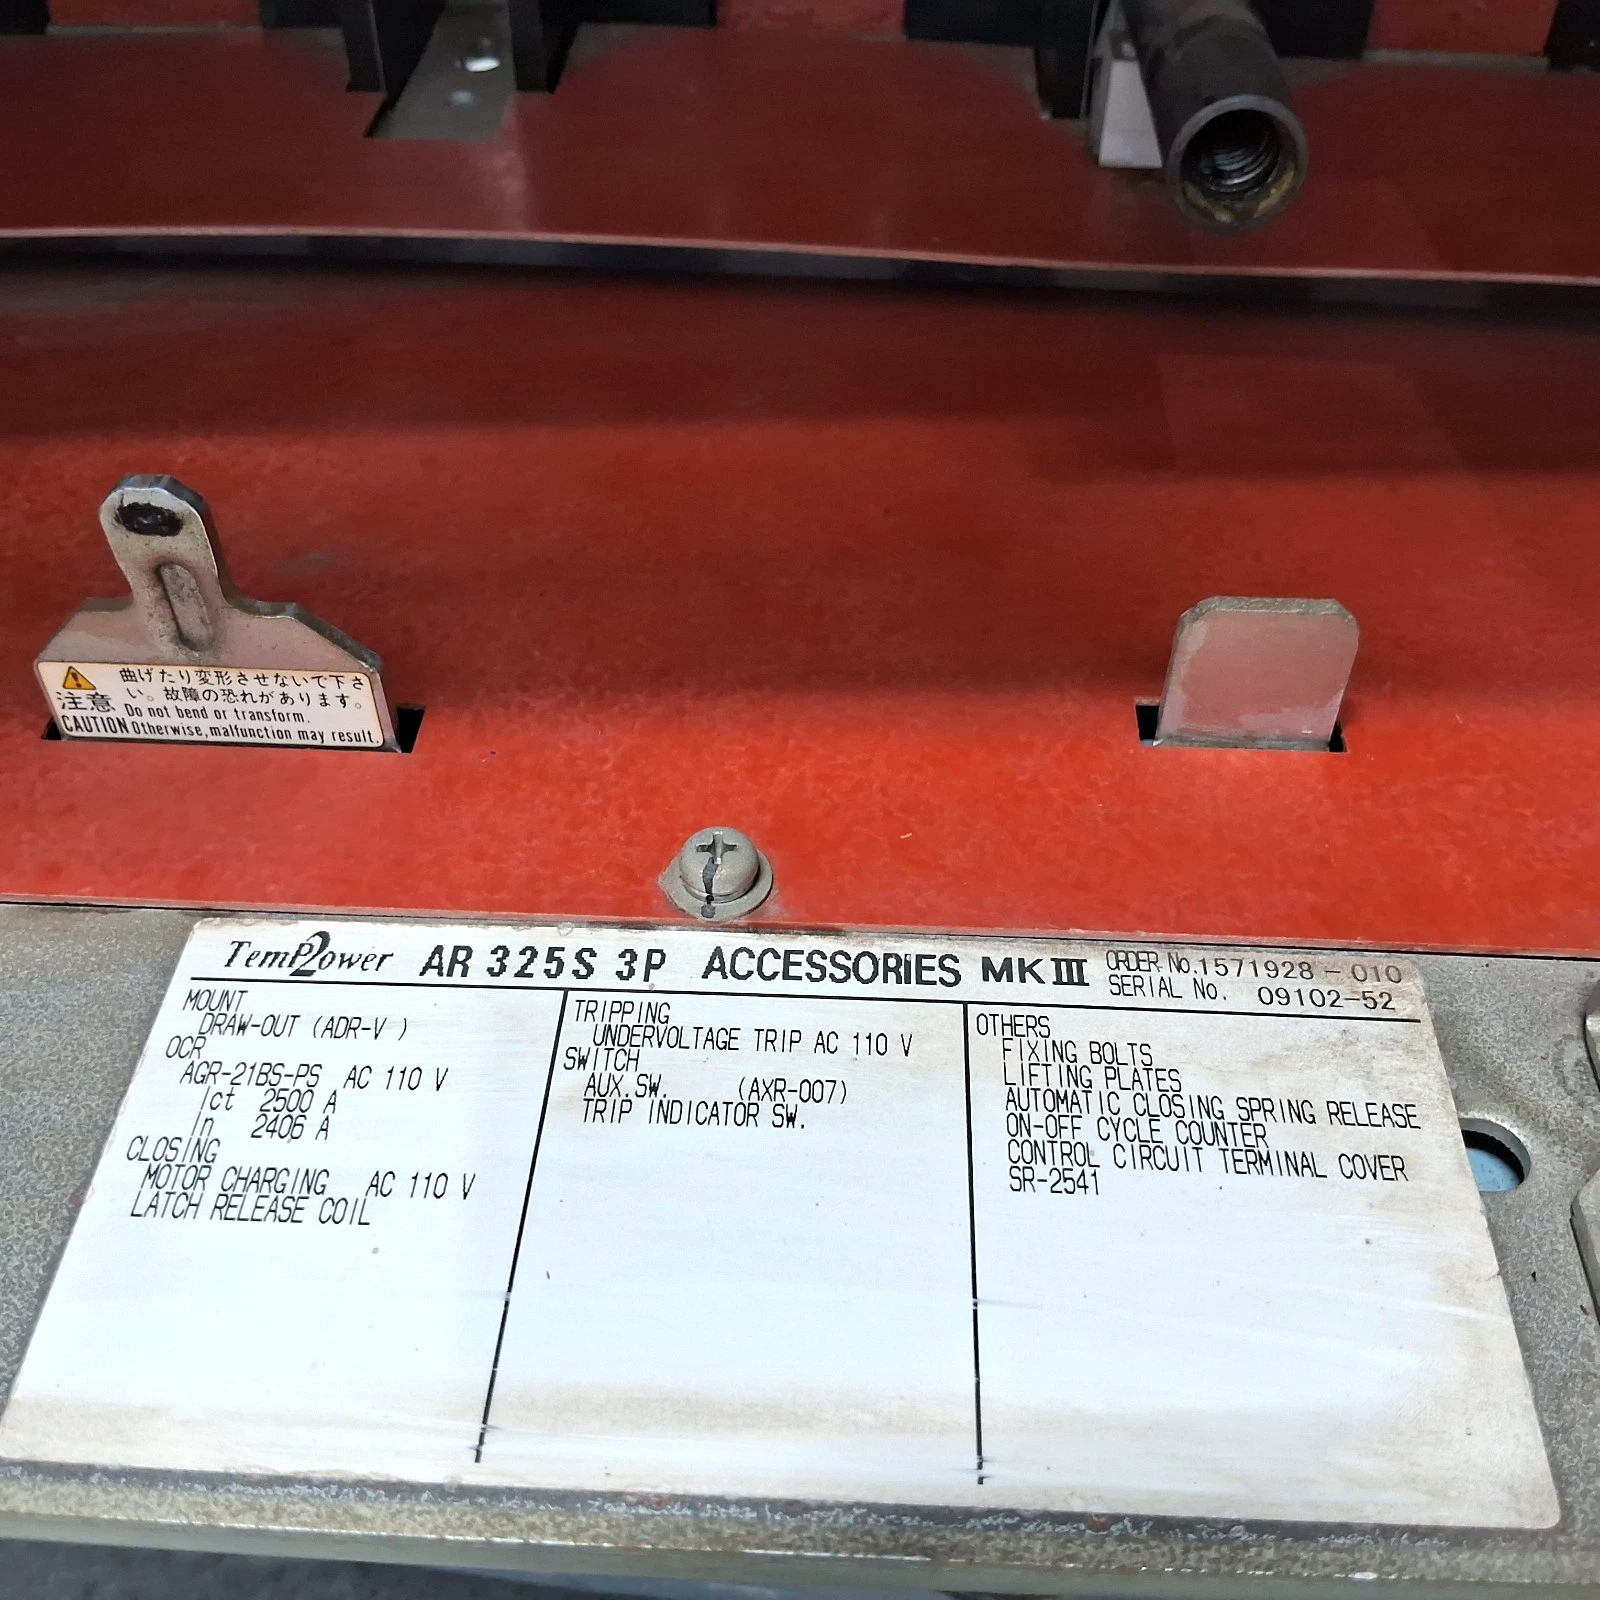 注意
曲げたり変形させないで下さ
い。故障の恐れがあります。
Do not bend or transform.
CAUTION Otherwise, malfunction may result.
TemPower2 AR 325S 3P ACCESSORIES MK III
ORDER No. 1571928-010
SERIAL No. 09102-52
MOUNT
DRAW-OUT (ADR-V )
OCR
AGR-21BS-PS AC 110 V
Ict 2500 A
In 2406 A
CLOSING
MOTOR CHARGING AC 110 V
LATCH RELEASE COIL
TRIPPING
UNDERVOLTAGE TRIP AC 110 V
SWITCH
AUX. SW. (AXR-007)
TRIP INDICATOR SW.
OTHERS
FIXING BOLTS
LIFTING PLATES
AUTOMATIC CLOSING SPRING RELEASE
ON-OFF CYCLE COUNTER
CONTROL CIRCUIT TERMINAL COVER
SR-2541